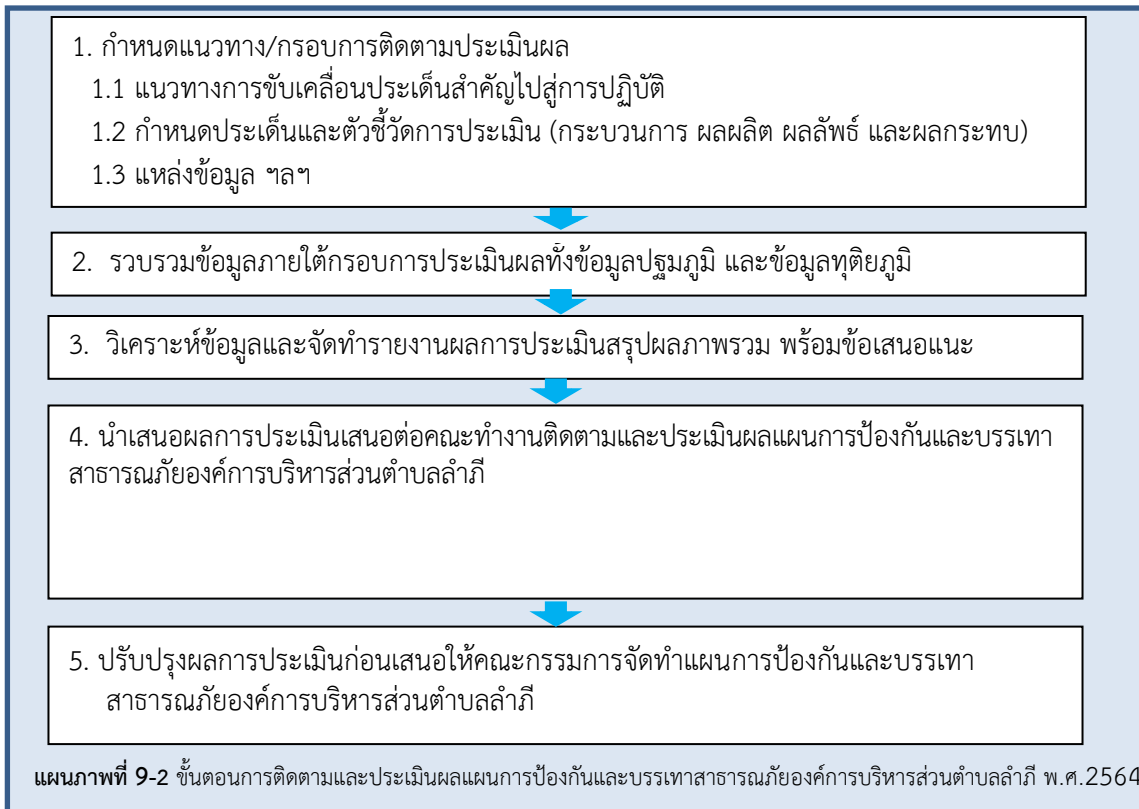 1. กำหนดแนวทาง/กรอบการติดตามประเมินผล
1.1 แนวทางการขับเคลื่อนประเด็นสำคัญไปสู่การปฏิบัติ
1.2 กำหนดประเด็นและตัวชี้วัดการประเมิน (กระบวนการ ผลผลิต ผลลัพธ์ และผลกระทบ)
1.3 แหล่งข้อมูล ฯลฯ
2. รวบรวมข้อมูลภายใต้กรอบการประเมินผลทั้งข้อมูลปฐมภูมิ และข้อมูลทุติยภูมิ
3. วิเคราะห์ข้อมูลและจัดทำรายงานผลการประเมินสรุปผลภาพรวม พร้อมข้อเสนอแนะ
4. นำเสนอผลการประเมินเสนอต่อคณะทำงานติดตามและประเมินผลแผนการป้องกันและบรรเทา
สาธารณภัยองค์การบริหารส่วนตำบลลำภี
5. ปรับปรุงผลการประเมินก่อนเสนอให้คณะกรรมการจัดทำแผนการป้องกันและบรรเทา
สาธารณภัยองค์การบริหารส่วนตำบลลำภี
แผนภาพที่ 9-2 ขั้นตอนการติดตามและประเมินผลแผนการป้องกันและบรรเทาสาธารณภัยองค์การบริหารส่วนตำบลลำภี พ.ศ.2564